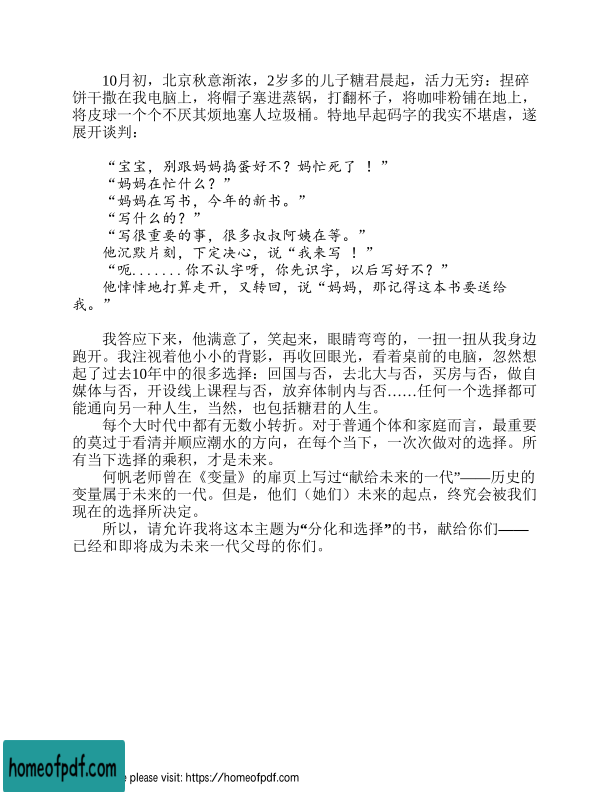 10月初，北京秋意渐浓，2岁多的儿子糖君晨起，活力无穷：捏碎
饼干撒在我电脑上，将帽子塞进蒸锅，打翻杯子，将咖啡粉铺在地上，
将皮球一个个不厌其烦地塞人垃圾桶。特地早起码字的我实不堪虐，遂
展开谈判：
“宝宝，别跟妈妈捣蛋好不？妈忙死了 ！”
“妈妈在忙什么？”
“妈妈在写书，今年的新书。”
“写什么的？”
“写很重要的事，很多叔叔阿姨在等。”
他沉默片刻，下定决心，说“我来写 ！”
“呃.......你不认字呀，你先识字，以后写好不？”
他悻悻地打算走开，又转回，说“妈妈，那记得这本书要送给
我。”
我答应下来，他满意了，笑起来，眼睛弯弯的，一扭一扭从我身边
跑开。我注视着他小小的背影，再收回眼光，看着桌前的电脑，忽然想
起了过去10年中的很多选择：回国与否，去北大与否，买房与否，做自
媒体与否，开设线上课程与否，放弃体制内与否……任何一个选择都可
能通向另一种人生，当然，也包括糖君的人生。
每个大时代中都有无数小转折。对于普通个体和家庭而言，最重要
的莫过于看清并顺应潮水的方向，在每个当下，一次次做对的选择。所
有当下选择的乘积，才是未来。
何帆老师曾在《变量》的扉页上写过“献给未来的一代”——历史的
变量属于未来的一代。但是，他们（她们）未来的起点，终究会被我们
现在的选择所决定。
所以，请允许我将这本主题为“分化和选择”的书，献给你们——
已经和即将成为未来一代父母的你们。
homeofpdf.com
e please visit: https://homeofpdf.com